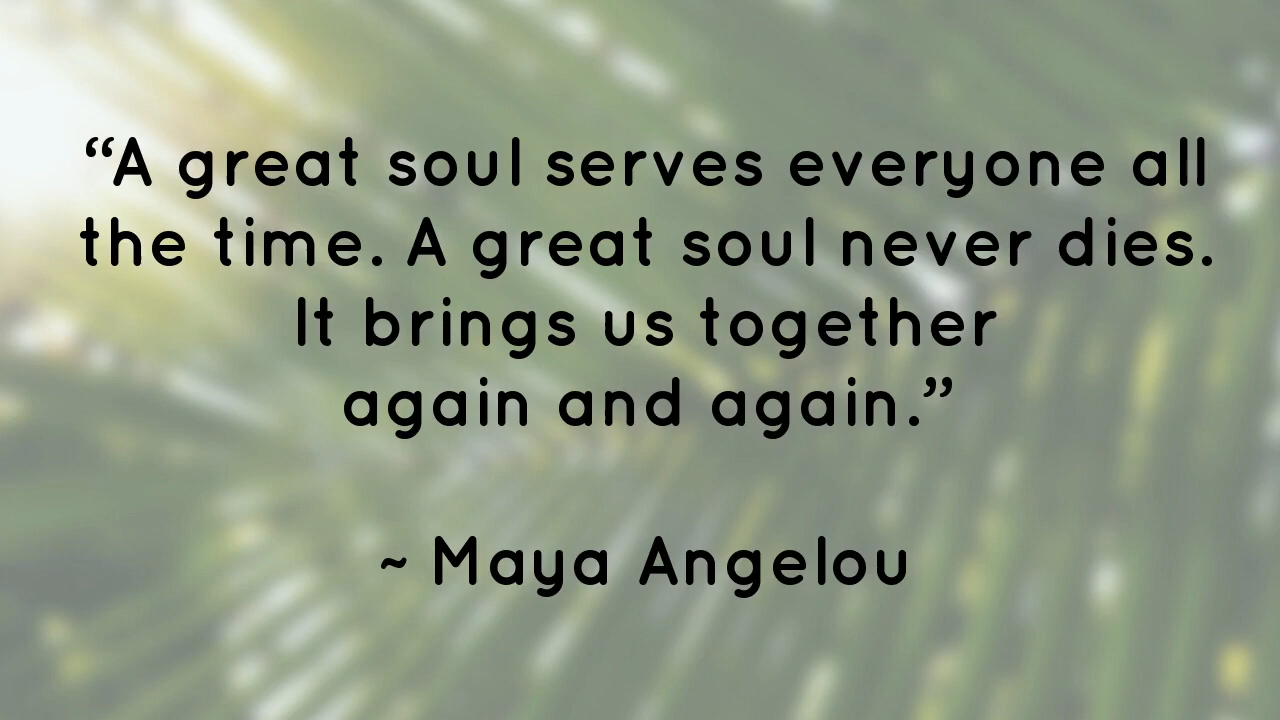 “A great soul serves everyone all
the time. A great soul never dies.
It brings us together
again and again.”
~ Maya Angelou